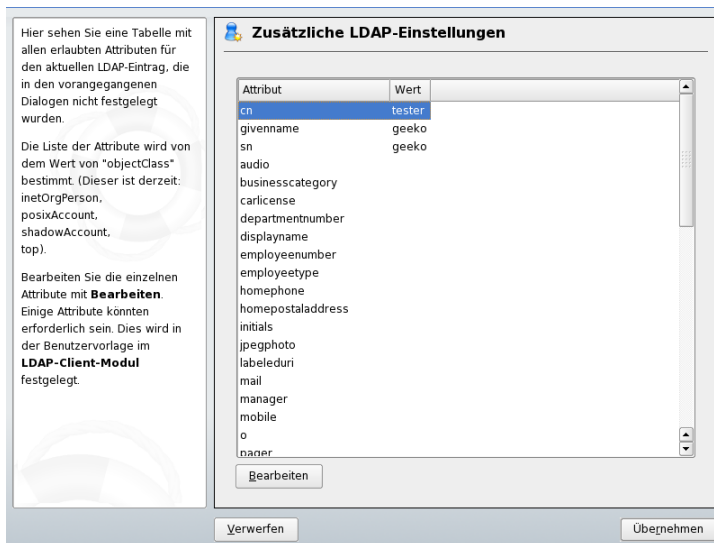 Hier sehen Sie eine Tabelle mit
allen erlaubten Attributen für
den aktuellen LDAP-Eintrag, die
in den vorangegangenen
Dialogen nicht festgelegt
wurden.
Die Liste der Attribute wird von
dem Wert von "objectClass"
bestimmt. (Dieser ist derzeit:
inetOrgPerson,
posixAccount,
shadowAccount,
top).
Bearbeiten Sie die einzelnen
Attribute mit Bearbeiten.
Einige Attribute könnten
erforderlich sein. Dies wird in
der Benutzervorlage im
LDAP-Client-Modul
festgelegt.
Zusätzliche LDAP-Einstellungen
Attribut Wert
cn tester
givenname geeko
sn geeko
audio
businesscategory
carlicense
departmentnumber
displayname
employeenumber
employeetype
homephone
homepostaladdress
initials
jpegphoto
labeleduri
mail
manager
mobile
o
pager
Bearbeiten
Verwerfen
Übernehmen